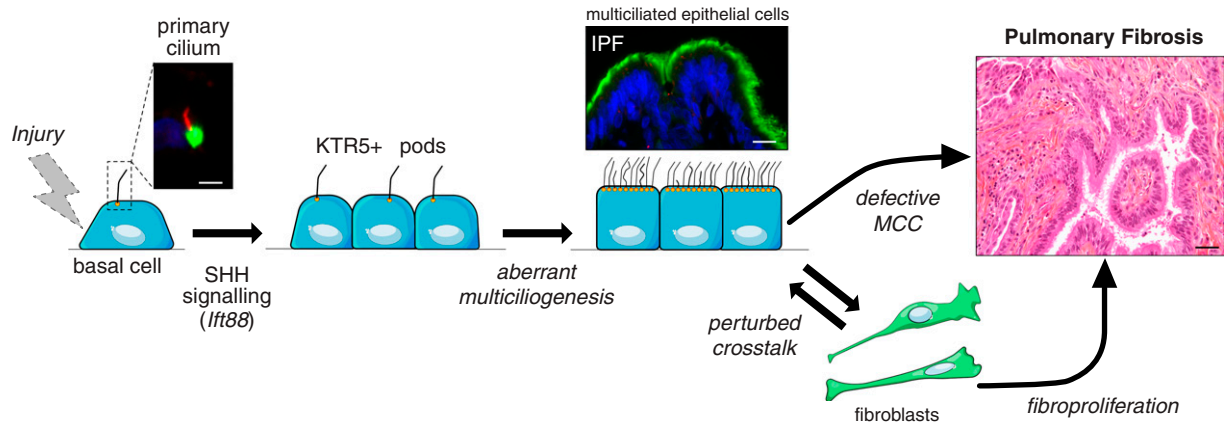 primary
cilium
Injury
basal cell
SHH
signalling
(Ift88)
KTR5+ pods
aberrant
multiciliogenesis
multiciliated epithelial cells
IPF
defective
MCC
perturbed
crosstalk
fibroblasts
fibroproliferation
Pulmonary Fibrosis